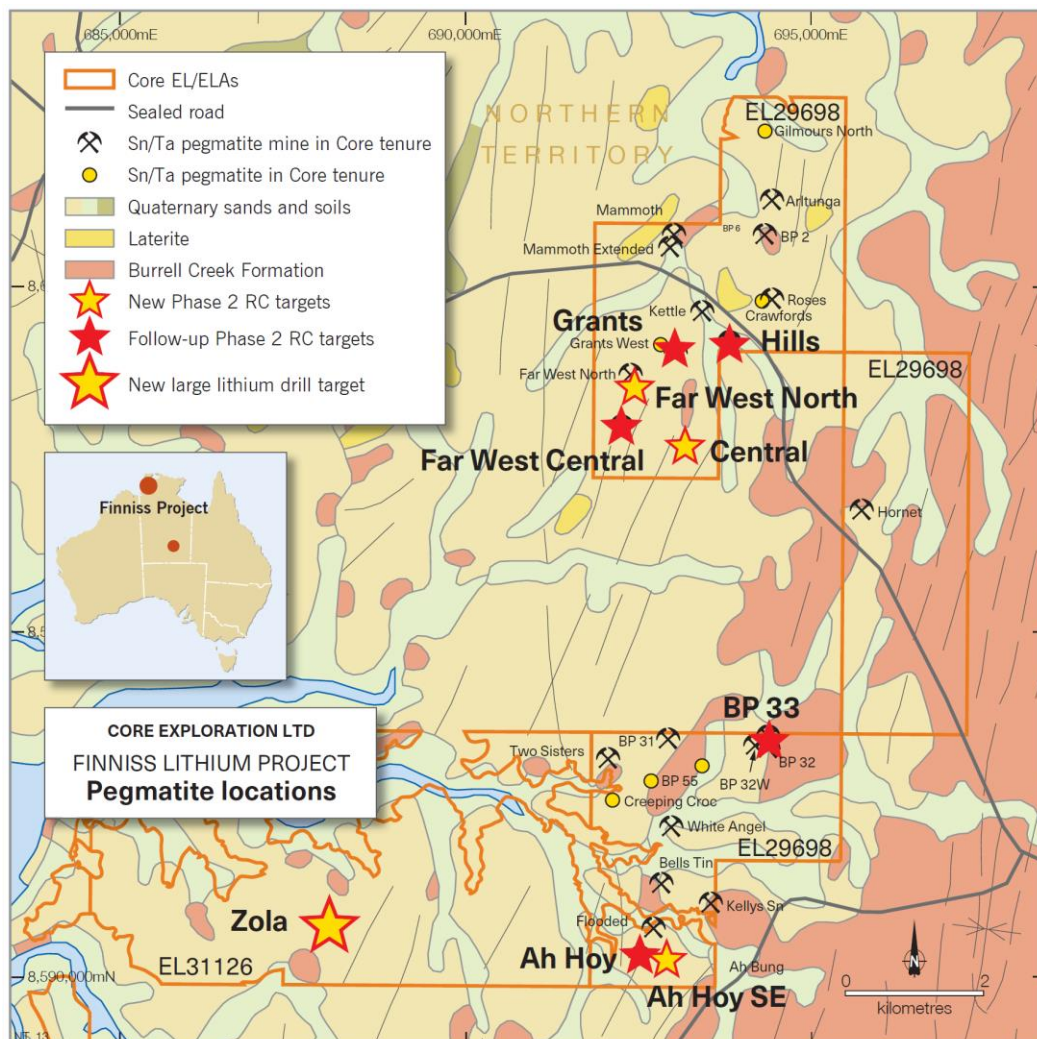 685,000mE
690,000mE
695,000mE
Core EL/ELAs
Sealed road
Sn/Ta pegmatite mine in Core tenure
Sn/Ta pegmatite in Core tenure
Quaternary sands and soils
Laterite
Burrell Creek Formation
New Phase 2 RC targets
Follow-up Phase 2 RC targets
New large lithium drill target
NORTHERN
TERRITORY
EL29698
Gilmours North
Arltunga
Mammoth
BP 6
BP 2
Mammoth Extended
Roses
Crawfords
Kettle
Grants
Grants West
Hills
EL29698
Far West North
Far West North
Far West Central
Central
Hornet
Finniss Project
CORE EXPLORATION LTD
FINNISS LITHIUM PROJECT
Pegmatite locations
BP 33
Two Sisters
BP 31
BP 32
BP 32W
BP 55
Creeping Croc
White Angel
EL29698
Bells Tin
Kellys Sn
Flooded
Zola
EL31126
Ah Hoy
Ah Hoy SE
Ah Bung
8,590,000mN
N
0
2
kilometres